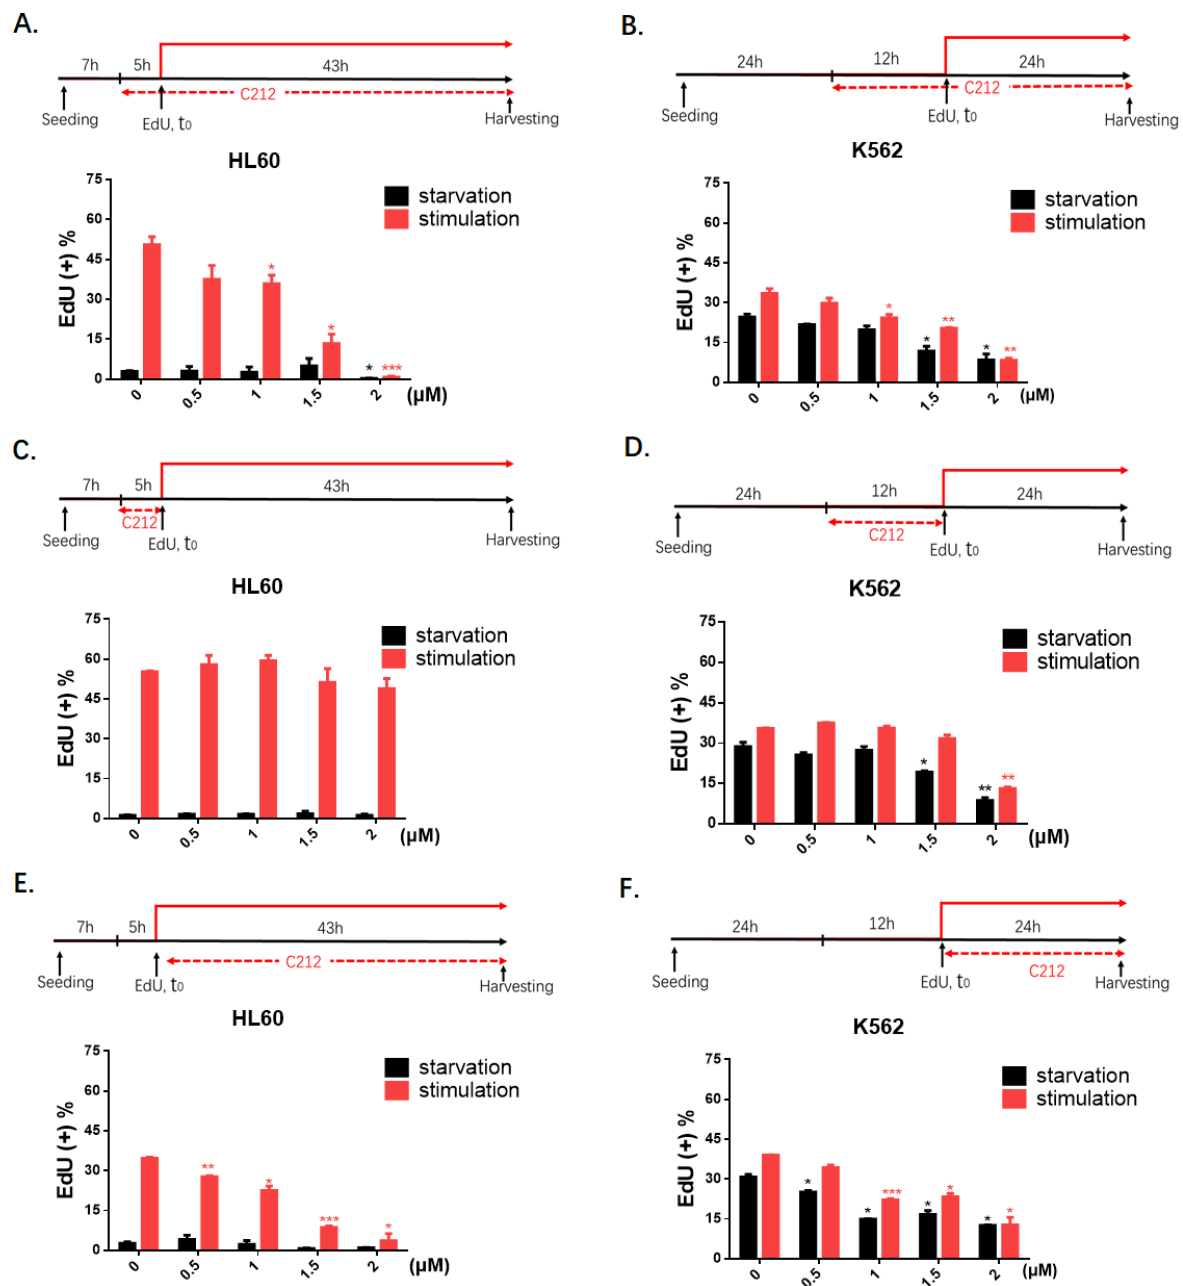 A.
7h 5h 43h
C212
Seeding EdU, t0 Harvesting
HL60
75
60
45
30
15
0
EdU (+) %
starvation
stimulation
*
*
* ***
0 0.5 1 1.5 2 (μM)
B.
24h 12h 24h
C212
Seeding EdU, t0 Harvesting
K562
75
60
45
30
15
0
EdU (+) %
starvation
stimulation
* ** **
* *
0 0.5 1 1.5 2 (μM)
C.
7h 5h 43h
C212
Seeding EdU, t0 Harvesting
HL60
75
60
45
30
15
0
EdU (+) %
starvation
stimulation
0 0.5 1 1.5 2 (μM)
D.
24h 12h 24h
C212
Seeding EdU, t0 Harvesting
K562
75
60
45
30
15
0
EdU (+) %
starvation
stimulation
* ** **
0 0.5 1 1.5 2 (μM)
E.
7h 5h 43h
C212
Seeding EdU, t0 Harvesting
HL60
75
60
45
30
15
0
EdU (+) %
starvation
stimulation
** * *** *
0 0.5 1 1.5 2 (μM)
F.
24h 12h 24h
C212
Seeding EdU, t0 Harvesting
K562
75
60
45
30
15
0
EdU (+) %
starvation
stimulation
* * *** * * * *
0 0.5 1 1.5 2 (μM)